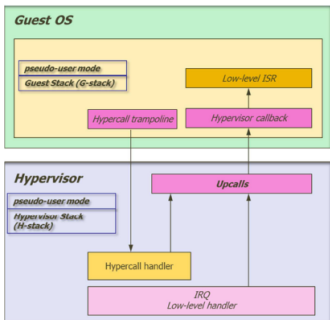 Guest OS
pseudo-user mode
Guest Stack (G-stack)
Low-level ISR
Hypercall trampoline
Hypervisor callback
Hypervisor
pseudo-user mode
Hypervisor Stack
(H-stack)
Upcalls
Hypercall handler
IRQ
Low-level handler